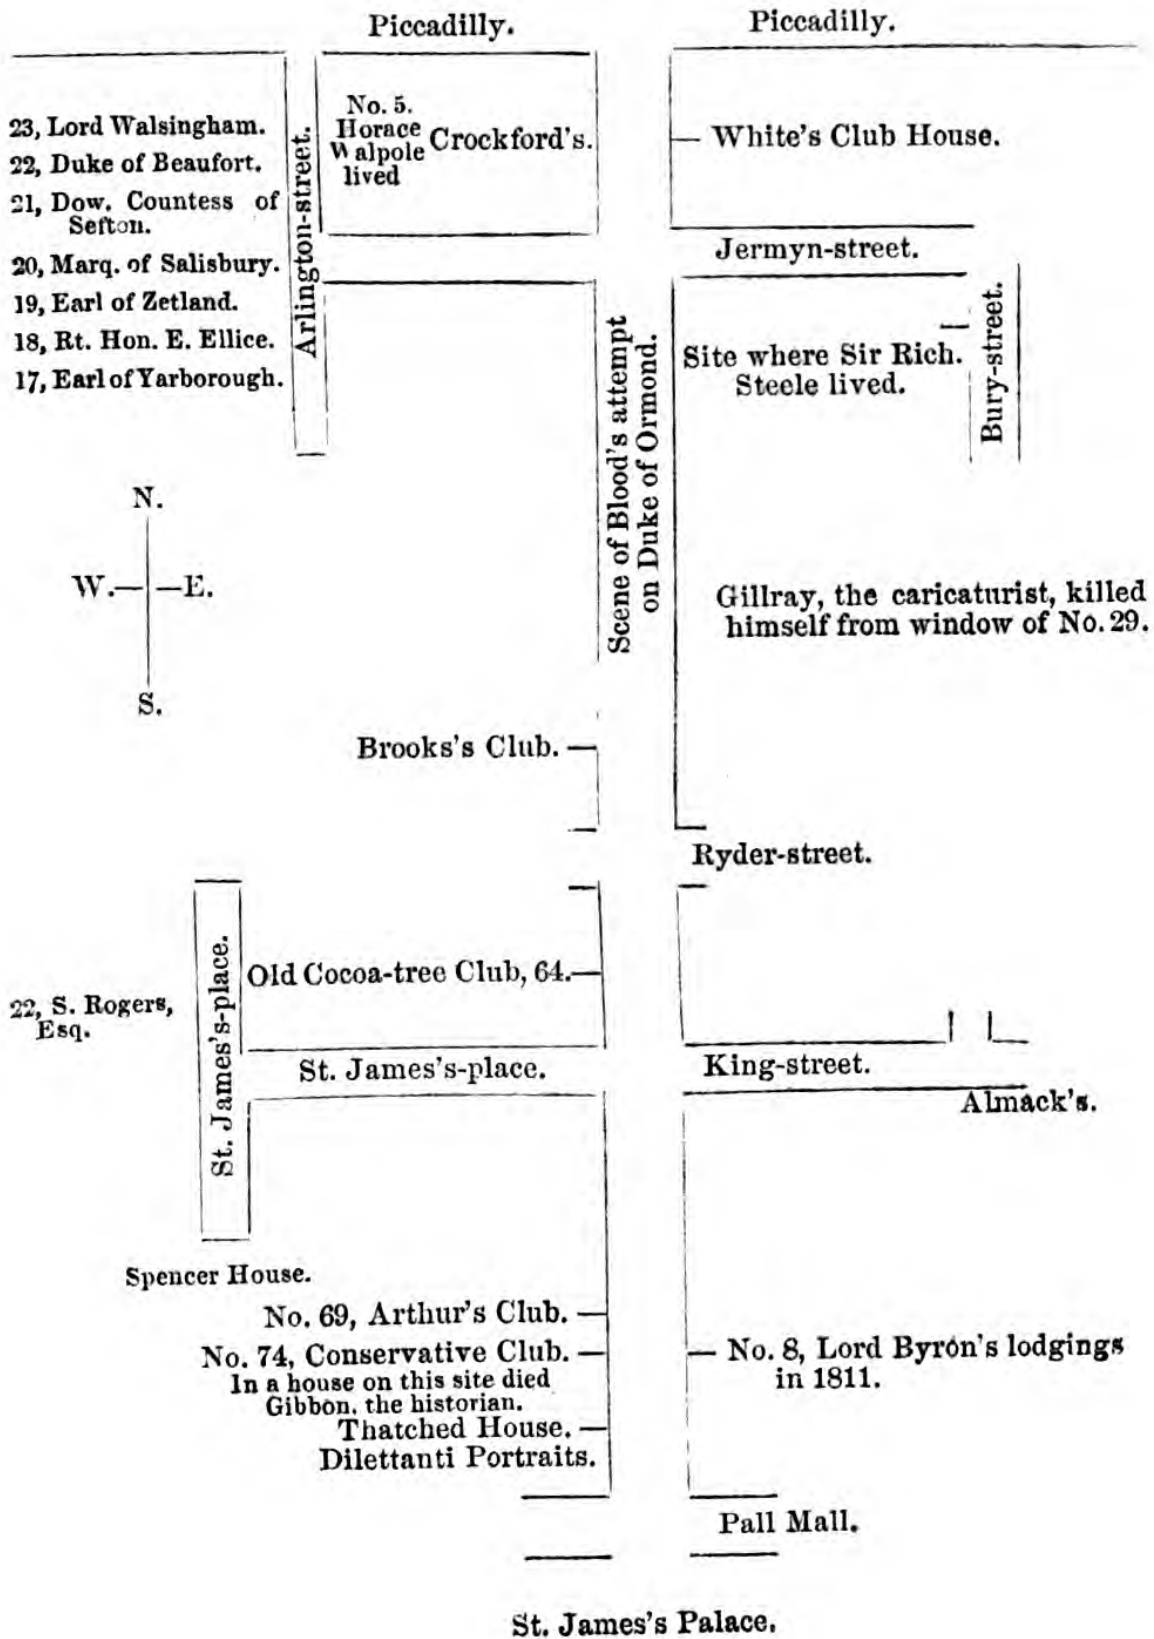 Piccadilly.
Piccadilly.
23, Lord Walsingham.
22, Duke of Beaufort.
21, Dow. Countess of
Sefton.
20, Marq. of Salisbury.
19, Earl of Zetland.
18, Rt. Hon. E. Ellice.
17, Earl of Yarborough.
Arlington-street.
No. 5.
Horace
Walpole
lived
Crockford's.
White's Club House.
Jermyn-street.
Scene of Blood's attempt
on Duke of Ormond.
Site where Sir Rich.
Steele lived.
Bury-street.
N.
W.
E.
S.
Gillray, the caricaturist, killed
himself from window of No. 29.
Brooks's Club.
Ryder-street.
St. James's-place.
Old Cocoa-tree Club, 64.
22, S. Rogers,
Esq.
St. James's-place.
King-street.
Almack's.
Spencer House.
No. 69, Arthur's Club.
No. 74, Conservative Club.
In a house on this site died
Gibbon, the historian.
Thatched House.
Dilettanti Portraits.
No. 8, Lord Byron's lodgings
in 1811.
Pall Mall.
St. James's Palace.